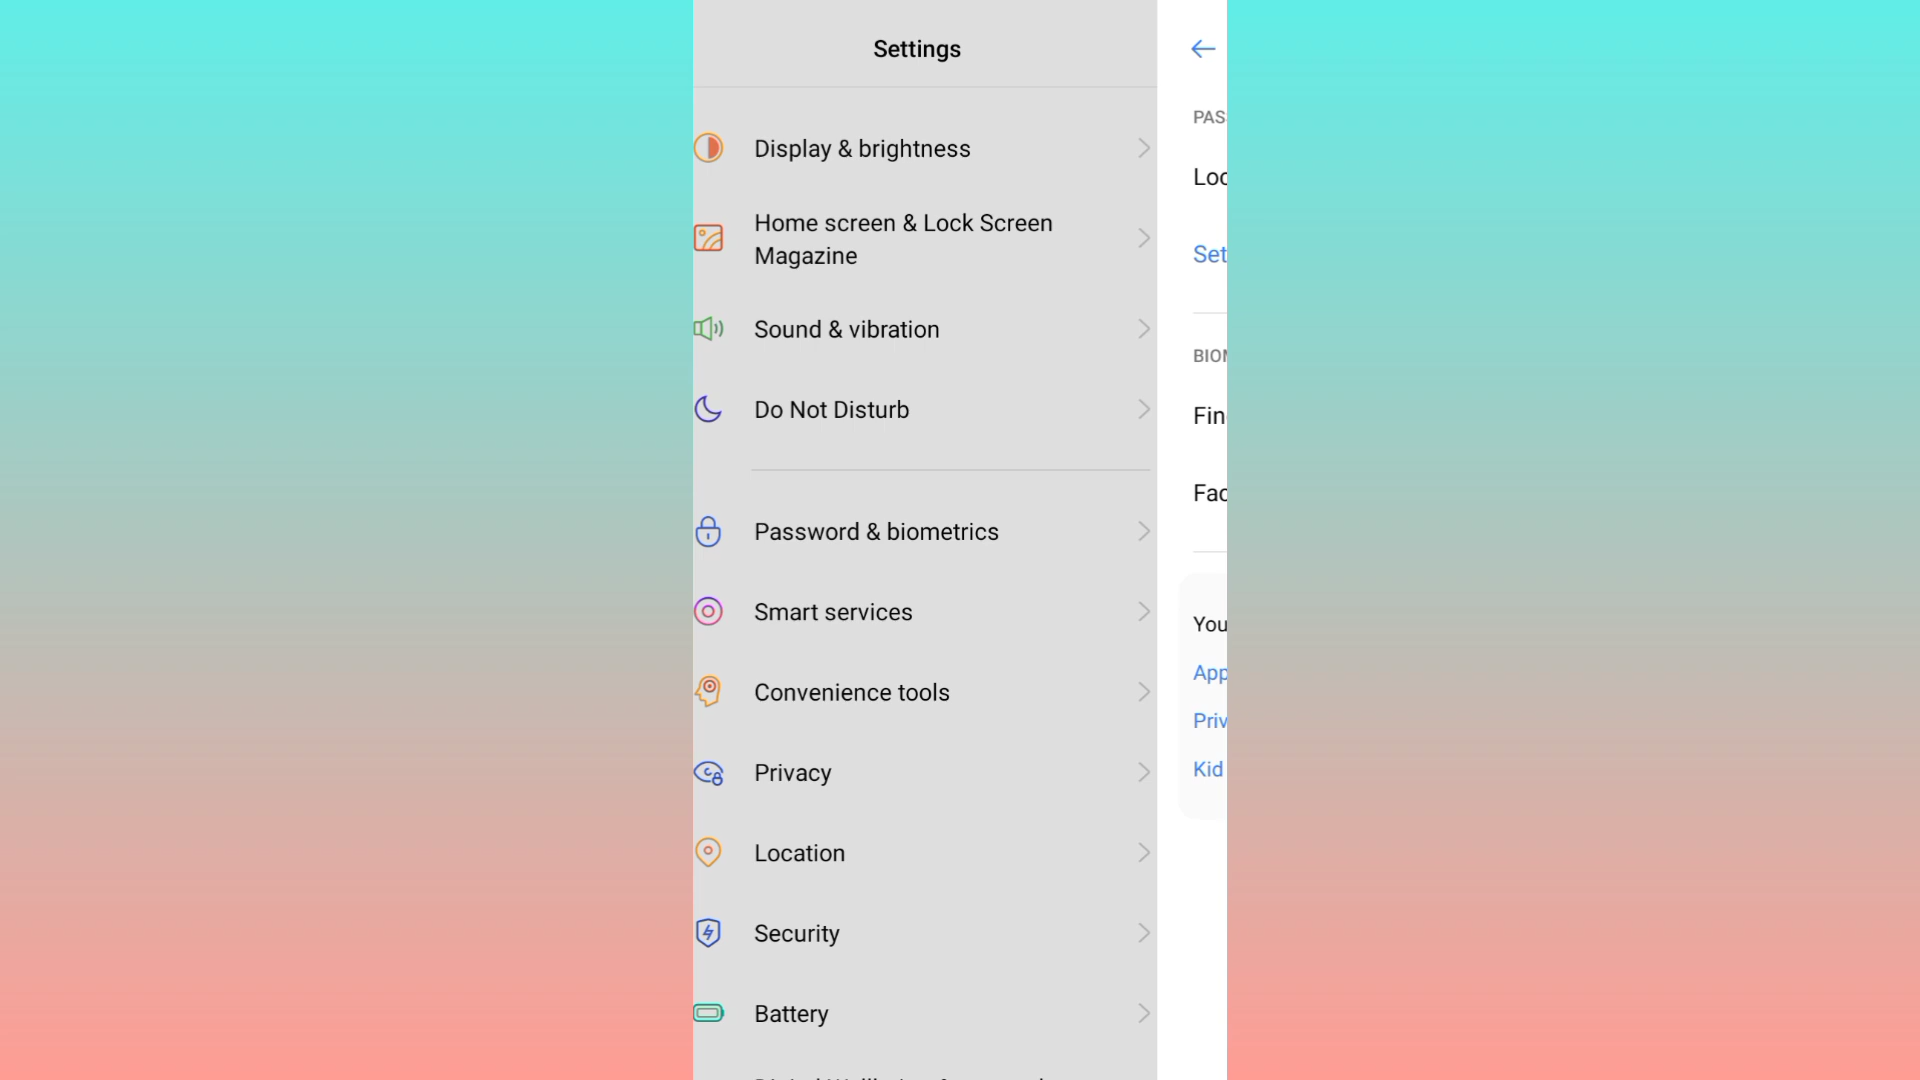 Settings
Display & brightness
Home screen & Lock Screen
Magazine
Sound & vibration
Do Not Disturb
Password & biometrics
Smart services
Convenience tools
Privacy
Location
Security
Battery
PAS
Loc
Set
BIOM
Fin
Fac
You
App
Priv
Kid